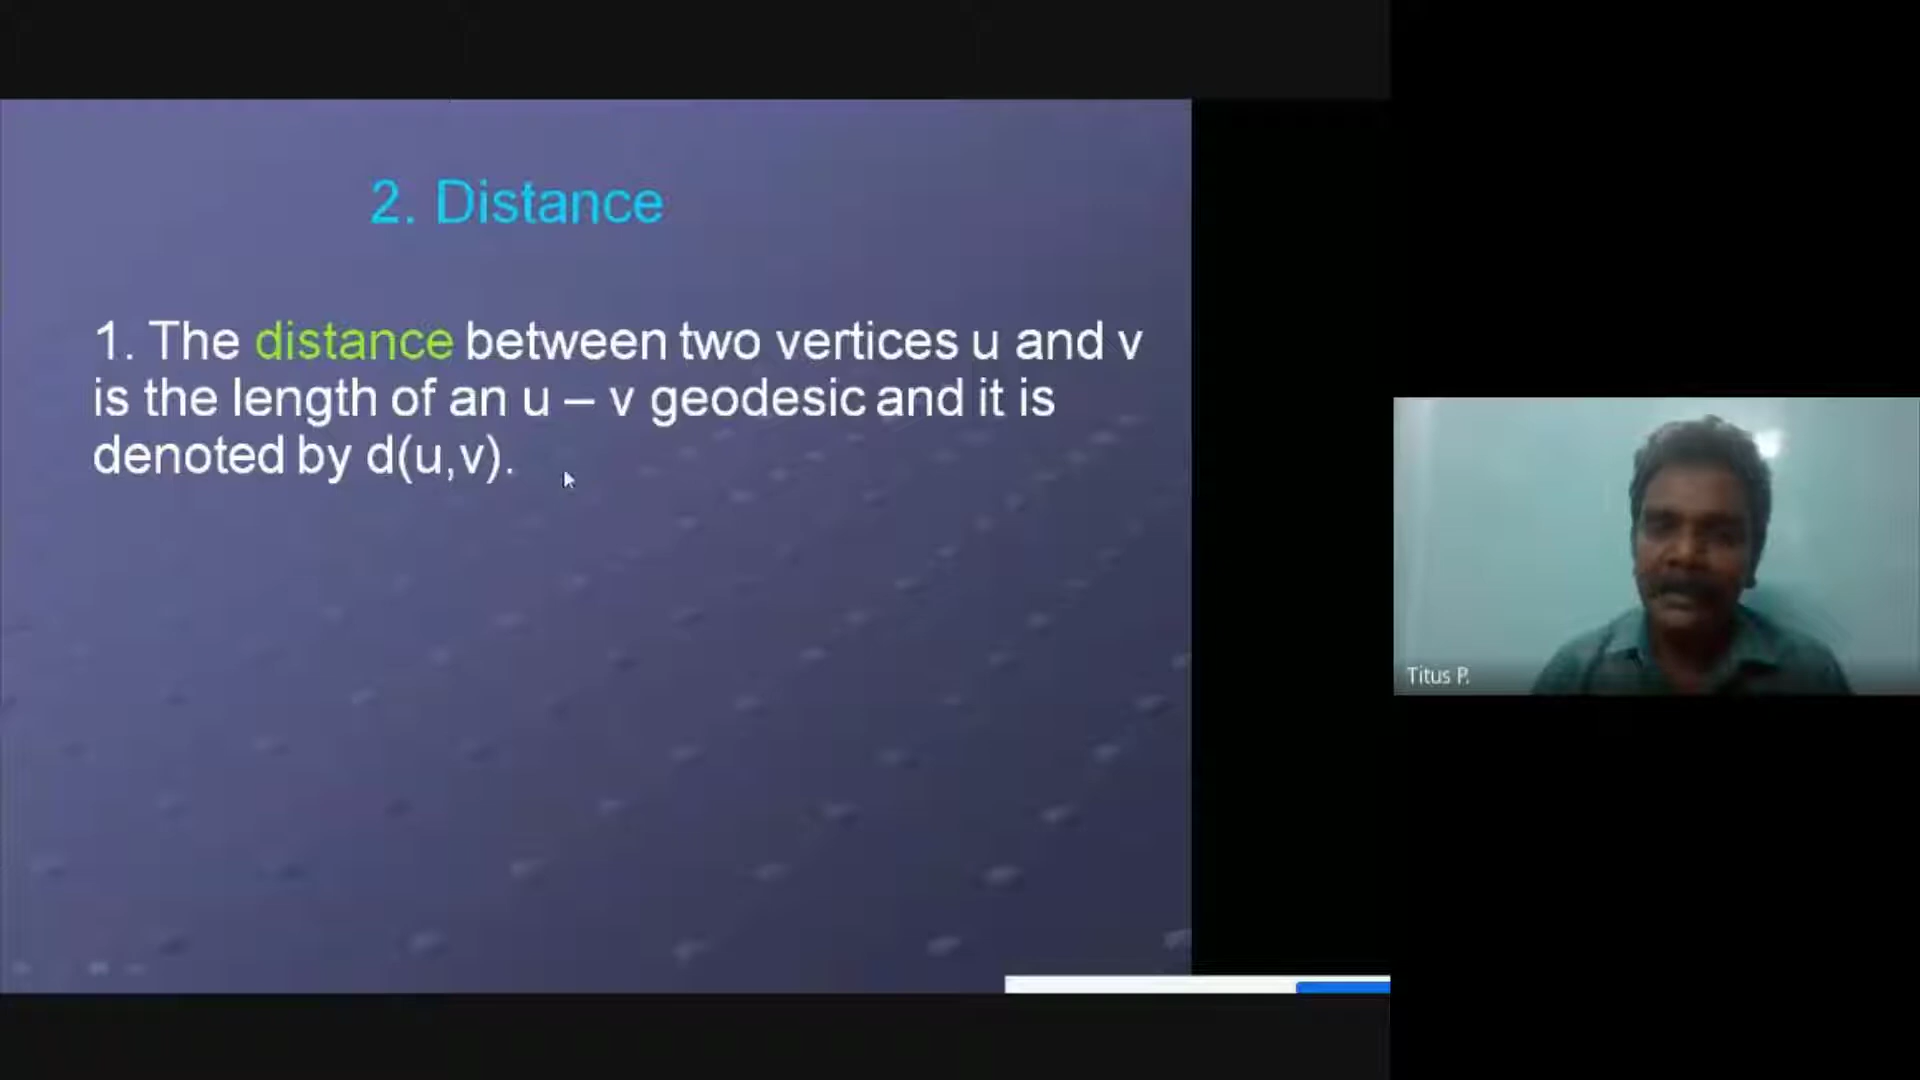 2. Distance
1. The distance between two vertices u and v
is the length of an u – v geodesic and it is
denoted by d(u,v).
Titus P.